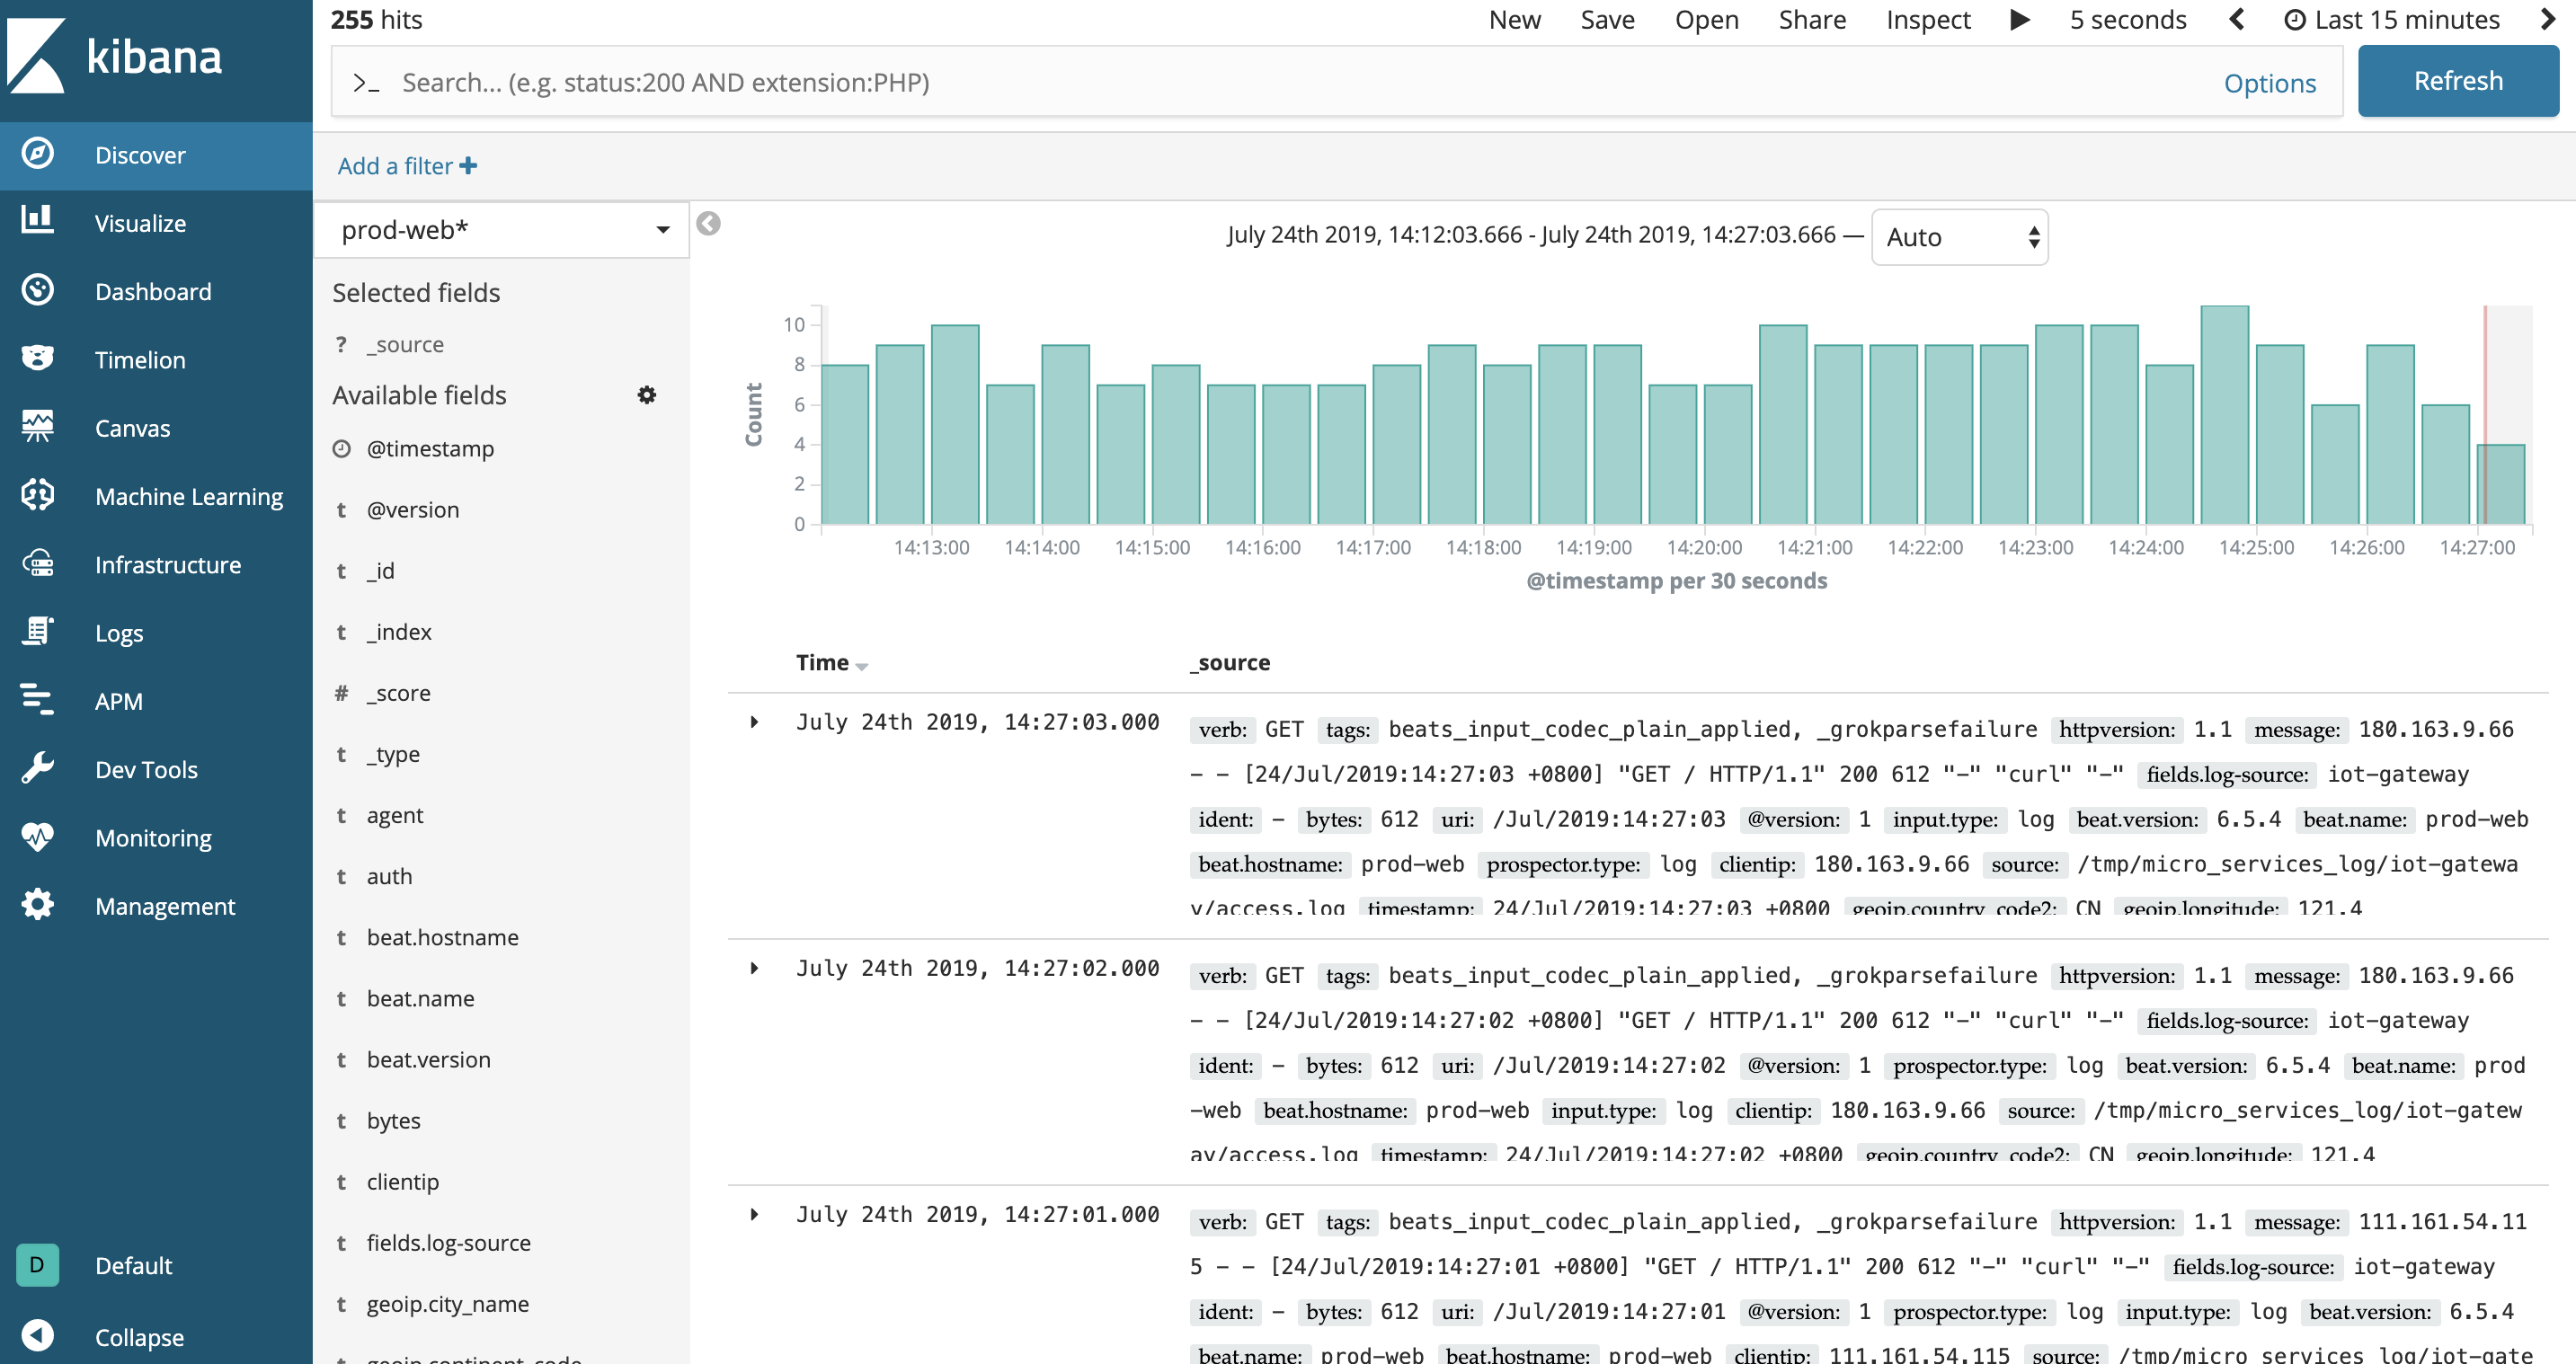 kibana
Discover
Visualize
Dashboard
Timelion
Canvas
Machine Learning
Infrastructure
Logs
APM
Dev Tools
Monitoring
Management
D Default
Collapse
255 hits
New Save Open Share Inspect 5 seconds Last 15 minutes
>_ Search... (e.g. status:200 AND extension:PHP) Options Refresh
Add a filter +
prod-web*
Selected fields
? _source
Available fields
@timestamp
t @version
t _id
t _index
# _score
t _type
t agent
t auth
t beat.hostname
t beat.name
t beat.version
t bytes
t clientip
t fields.log-source
t geoip.city_name
t geoip.continent_code
July 24th 2019, 14:12:03.666 - July 24th 2019, 14:27:03.666 — Auto
Count
10
8
6
4
2
0
14:13:00 14:14:00 14:15:00 14:16:00 14:17:00 14:18:00 14:19:00 14:20:00 14:21:00 14:22:00 14:23:00 14:24:00 14:25:00 14:26:00 14:27:00
@timestamp per 30 seconds
Time _source
July 24th 2019, 14:27:03.000 verb: GET tags: beats_input_codec_plain_applied, _grokparsefailure httpversion: 1.1 message: 180.163.9.66
- - [24/Jul/2019:14:27:03 +0800] "GET / HTTP/1.1" 200 612 "-" "curl" "-" fields.log-source: iot-gateway
ident: - bytes: 612 uri: /Jul/2019:14:27:03 @version: 1 input.type: log beat.version: 6.5.4 beat.name: prod-web
beat.hostname: prod-web prospector.type: log clientip: 180.163.9.66 source: /tmp/micro_services_log/iot-gatewa
y/access.log timestamp: 24/Jul/2019:14:27:03 +0800 geoip.country_code2: CN geoip.longitude: 121.4
July 24th 2019, 14:27:02.000 verb: GET tags: beats_input_codec_plain_applied, _grokparsefailure httpversion: 1.1 message: 180.163.9.66
- - [24/Jul/2019:14:27:02 +0800] "GET / HTTP/1.1" 200 612 "-" "curl" "-" fields.log-source: iot-gateway
ident: - bytes: 612 uri: /Jul/2019:14:27:02 @version: 1 prospector.type: log beat.version: 6.5.4 beat.name: prod
-web beat.hostname: prod-web input.type: log clientip: 180.163.9.66 source: /tmp/micro_services_log/iot-gatew
ay/access.log timestamp: 24/Jul/2019:14:27:02 +0800 geoip.country_code2: CN geoip.longitude: 121.4
July 24th 2019, 14:27:01.000 verb: GET tags: beats_input_codec_plain_applied, _grokparsefailure httpversion: 1.1 message: 111.161.54.11
5 - - [24/Jul/2019:14:27:01 +0800] "GET / HTTP/1.1" 200 612 "-" "curl" "-" fields.log-source: iot-gateway
ident: - bytes: 612 uri: /Jul/2019:14:27:01 @version: 1 prospector.type: log input.type: log beat.version: 6.5.4
beat.name: prod-web beat.hostname: prod-web clientip: 111.161.54.115 source: /tmp/micro_services_log/iot-gate